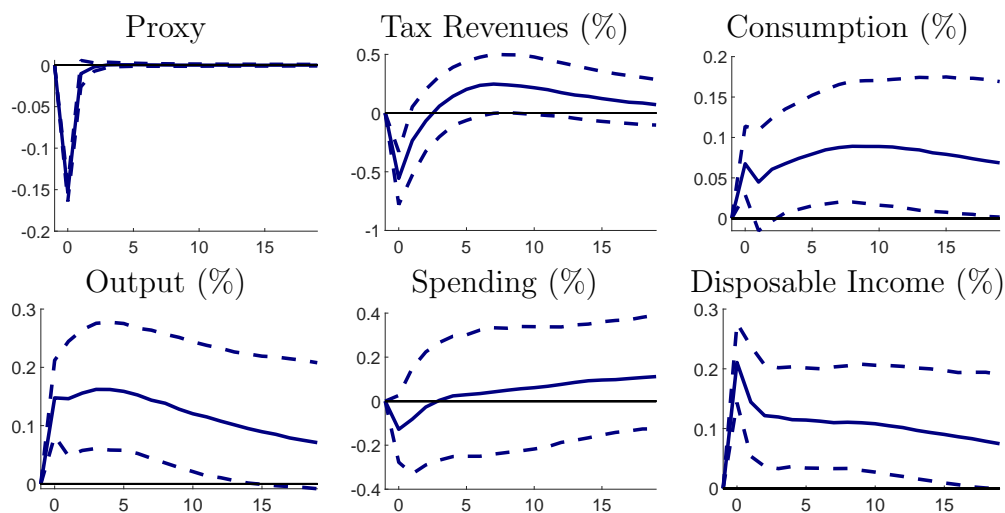 Proxy
0
-0.05
-0.1
-0.15
-0.2
0 5 10 15
Tax Revenues (%)
0.5
0
-0.5
-1
0 5 10 15
Consumption (%)
0.2
0.15
0.1
0.05
0
0 5 10 15
Output (%)
0.3
0.2
0.1
0
0 5 10 15
Spending (%)
0.4
0.2
0
-0.2
-0.4
0 5 10 15
Disposable Income (%)
0.3
0.2
0.1
0
0 5 10 15